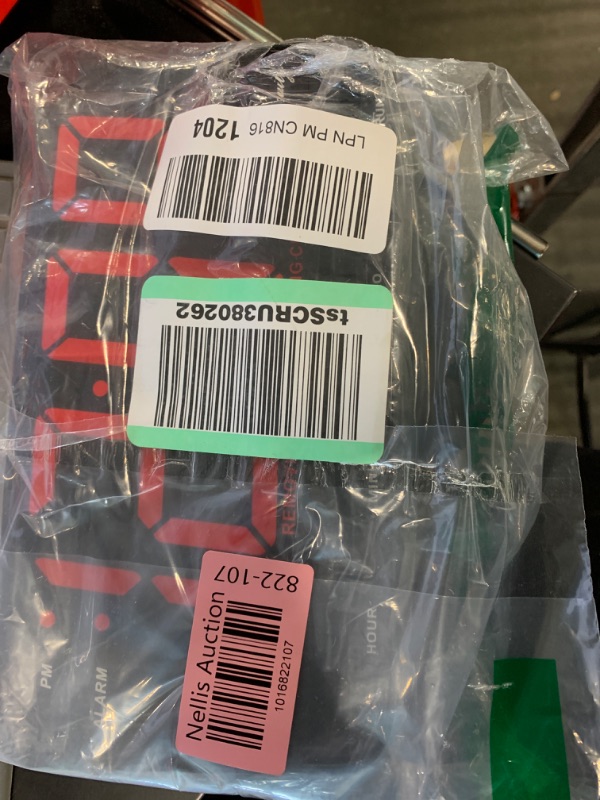 LPN PM CN816 1204
tsSCRU380262
Nellis Auction
822-107
1016822107
PM
ALARM
HOUR